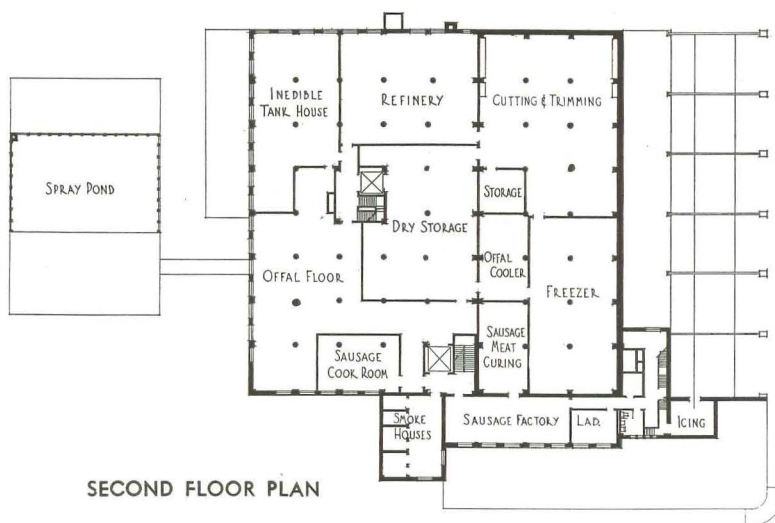 INEDIBLE
TANK HOUSE
REFINERY
CUTTING & TRIMMING
SPRAY POND
STORAGE
DRY STORAGE
OFFAL FLOOR
OFFAL
COOLER
FREEZER
SAUSAGE
MEAT
CURING
SAUSAGE
COOK ROOM
SMOKE
HOUSES
SAUSAGE FACTORY
LAD.
ICING
SECOND FLOOR PLAN